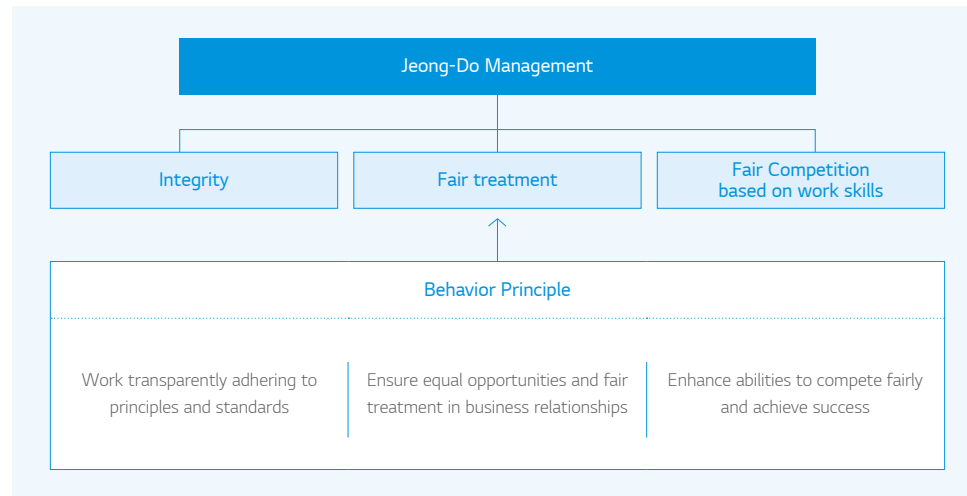 Jeong-Do Management
Integrity
Fair treatment
Fair Competition
based on work skills
Behavior Principle
Work transparently adhering to
principles and standards
Ensure equal opportunities and fair
treatment in business relationships
Enhance abilities to compete fairly
and achieve success